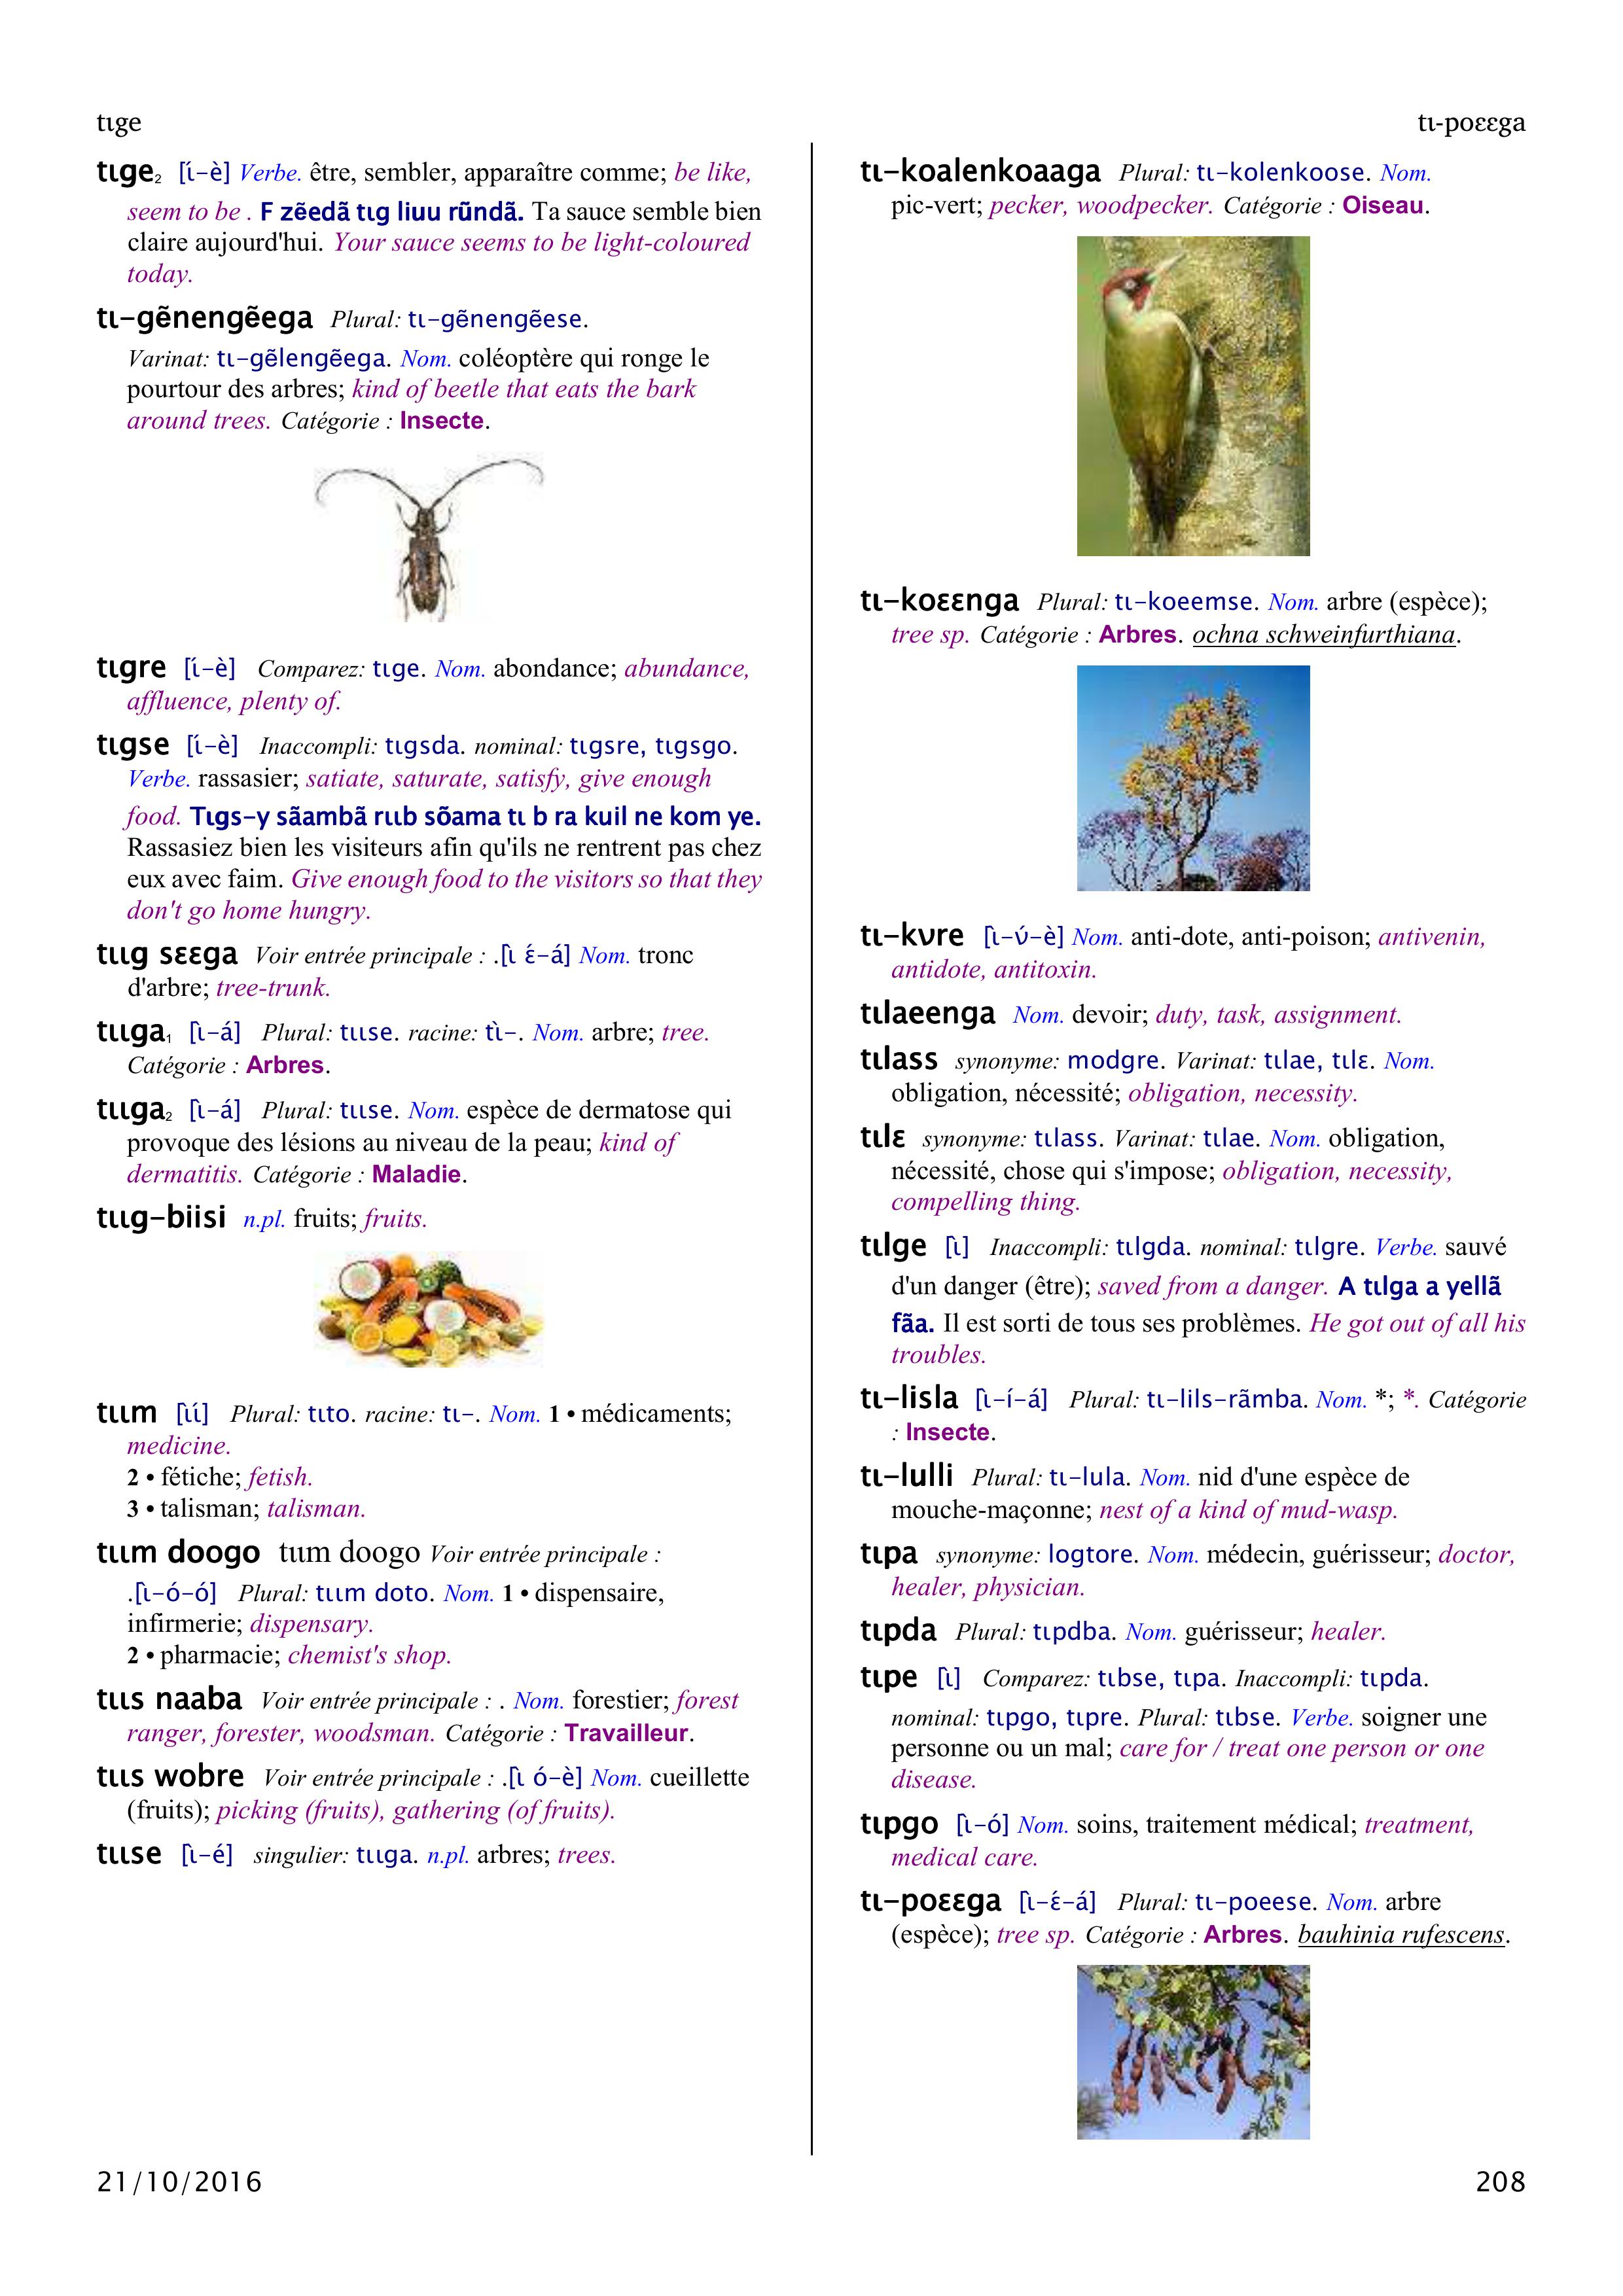 tɩge
tɩ-poɛɛga
tɩge₂ [ɩ́-è] Verbe. être, sembler, apparaître comme; be like,
seem to be . F zẽedã tɩg liuu rũndã. Ta sauce semble bien
claire aujourd'hui. Your sauce seems to be light-coloured
today.
tɩ-gẽnengẽega Plural: tɩ-gẽnengẽese.
Varinat: tɩ-gẽlengẽega. Nom. coléoptère qui ronge le
pourtour des arbres; kind of beetle that eats the bark
around trees. Catégorie : Insecte.
tɩgre [ɩ́-è] Comparez: tɩge. Nom. abondance; abundance,
affluence, plenty of.
tɩgse [ɩ́-è] Inaccompli: tɩgsda. nominal: tɩgsre, tɩgsgo.
Verbe. rassasier; satiate, saturate, satisfy, give enough
food. Tɩgs-y sãambã rɩɩb sõama tɩ b ra kuil ne kom ye.
Rassasiez bien les visiteurs afin qu'ils ne rentrent pas chez
eux avec faim. Give enough food to the visitors so that they
don't go home hungry.
tɩɩg sɛɛga Voir entrée principale : .[ɩ̀ ɛ́-á] Nom. tronc
d'arbre; tree-trunk.
tɩɩga₁ [ɩ̀-á] Plural: tɩɩse. racine: tɩ̀-. Nom. arbre; tree.
Catégorie : Arbres.
tɩɩga₂ [ɩ̀-á] Plural: tɩɩse. Nom. espèce de dermatose qui
provoque des lésions au niveau de la peau; kind of
dermatitis. Catégorie : Maladie.
tɩɩg-biisi n.pl. fruits; fruits.
tɩɩm [ɩ̀ɩ́] Plural: tɩto. racine: tɩ-. Nom. 1 • médicaments;
medicine.
2 • fétiche; fetish.
3 • talisman; talisman.
tɩɩm doogo tɩɩm doogo Voir entrée principale :
.[ɩ̀-ó-ó] Plural: tɩɩm doto. Nom. 1 • dispensaire,
infirmerie; dispensary.
2 • pharmacie; chemist's shop.
tɩɩs naaba Voir entrée principale : . Nom. forestier; forest
ranger, forester, woodsman. Catégorie : Travailleur.
tɩɩs wobre Voir entrée principale : .[ɩ̀ ó-è] Nom. cueillette
(fruits); picking (fruits), gathering (of fruits).
tɩɩse [ɩ̀-é] singulier: tɩɩga. n.pl. arbres; trees.
tɩ-koalenkoaaga Plural: tɩ-kolenkoose. Nom.
pic-vert; pecker, woodpecker. Catégorie : Oiseau.
tɩ-koɛɛnga Plural: tɩ-koeemse. Nom. arbre (espèce);
tree sp. Catégorie : Arbres. ochna schweinfurthiana.
tɩ-kʋre [ɩ̀-ʋ́-è] Nom. anti-dote, anti-poison; antivenin,
antidote, antitoxin.
tɩlaeenga Nom. devoir; duty, task, assignment.
tɩlass synonyme: modgre. Varinat: tɩlae, tɩlɛ. Nom.
obligation, nécessité; obligation, necessity.
tɩlɛ synonyme: tɩlass. Varinat: tɩlae. Nom. obligation,
nécessité, chose qui s'impose; obligation, necessity,
compelling thing.
tɩlge [ɩ̀] Inaccompli: tɩlgda. nominal: tɩlgre. Verbe. sauvé
d'un danger (être); saved from a danger. A tɩlga a yellã
fãa. Il est sorti de tous ses problèmes. He got out of all his
troubles.
tɩ-lisla [ɩ̀-í-á] Plural: tɩ-lils-rãmba. Nom. *; *. Catégorie
: Insecte.
tɩ-lulli Plural: tɩ-lula. Nom. nid d'une espèce de
mouche-maçonne; nest of a kind of mud-wasp.
tɩpa synonyme: logtore. Nom. médecin, guérisseur; doctor,
healer, physician.
tɩpda Plural: tɩpdba. Nom. guérisseur; healer.
tɩpe [ɩ̀] Comparez: tɩbse, tɩpa. Inaccompli: tɩpda.
nominal: tɩpgo, tɩpre. Plural: tɩbse. Verbe. soigner une
personne ou un mal; care for / treat one person or one
disease.
tɩpgo [ɩ̀-ó] Nom. soins, traitement médical; treatment,
medical care.
tɩ-poɛɛga [ɩ̀-ɛ́-á] Plural: tɩ-poeese. Nom. arbre
(espèce); tree sp. Catégorie : Arbres. bauhinia rufescens.
21/10/2016
208